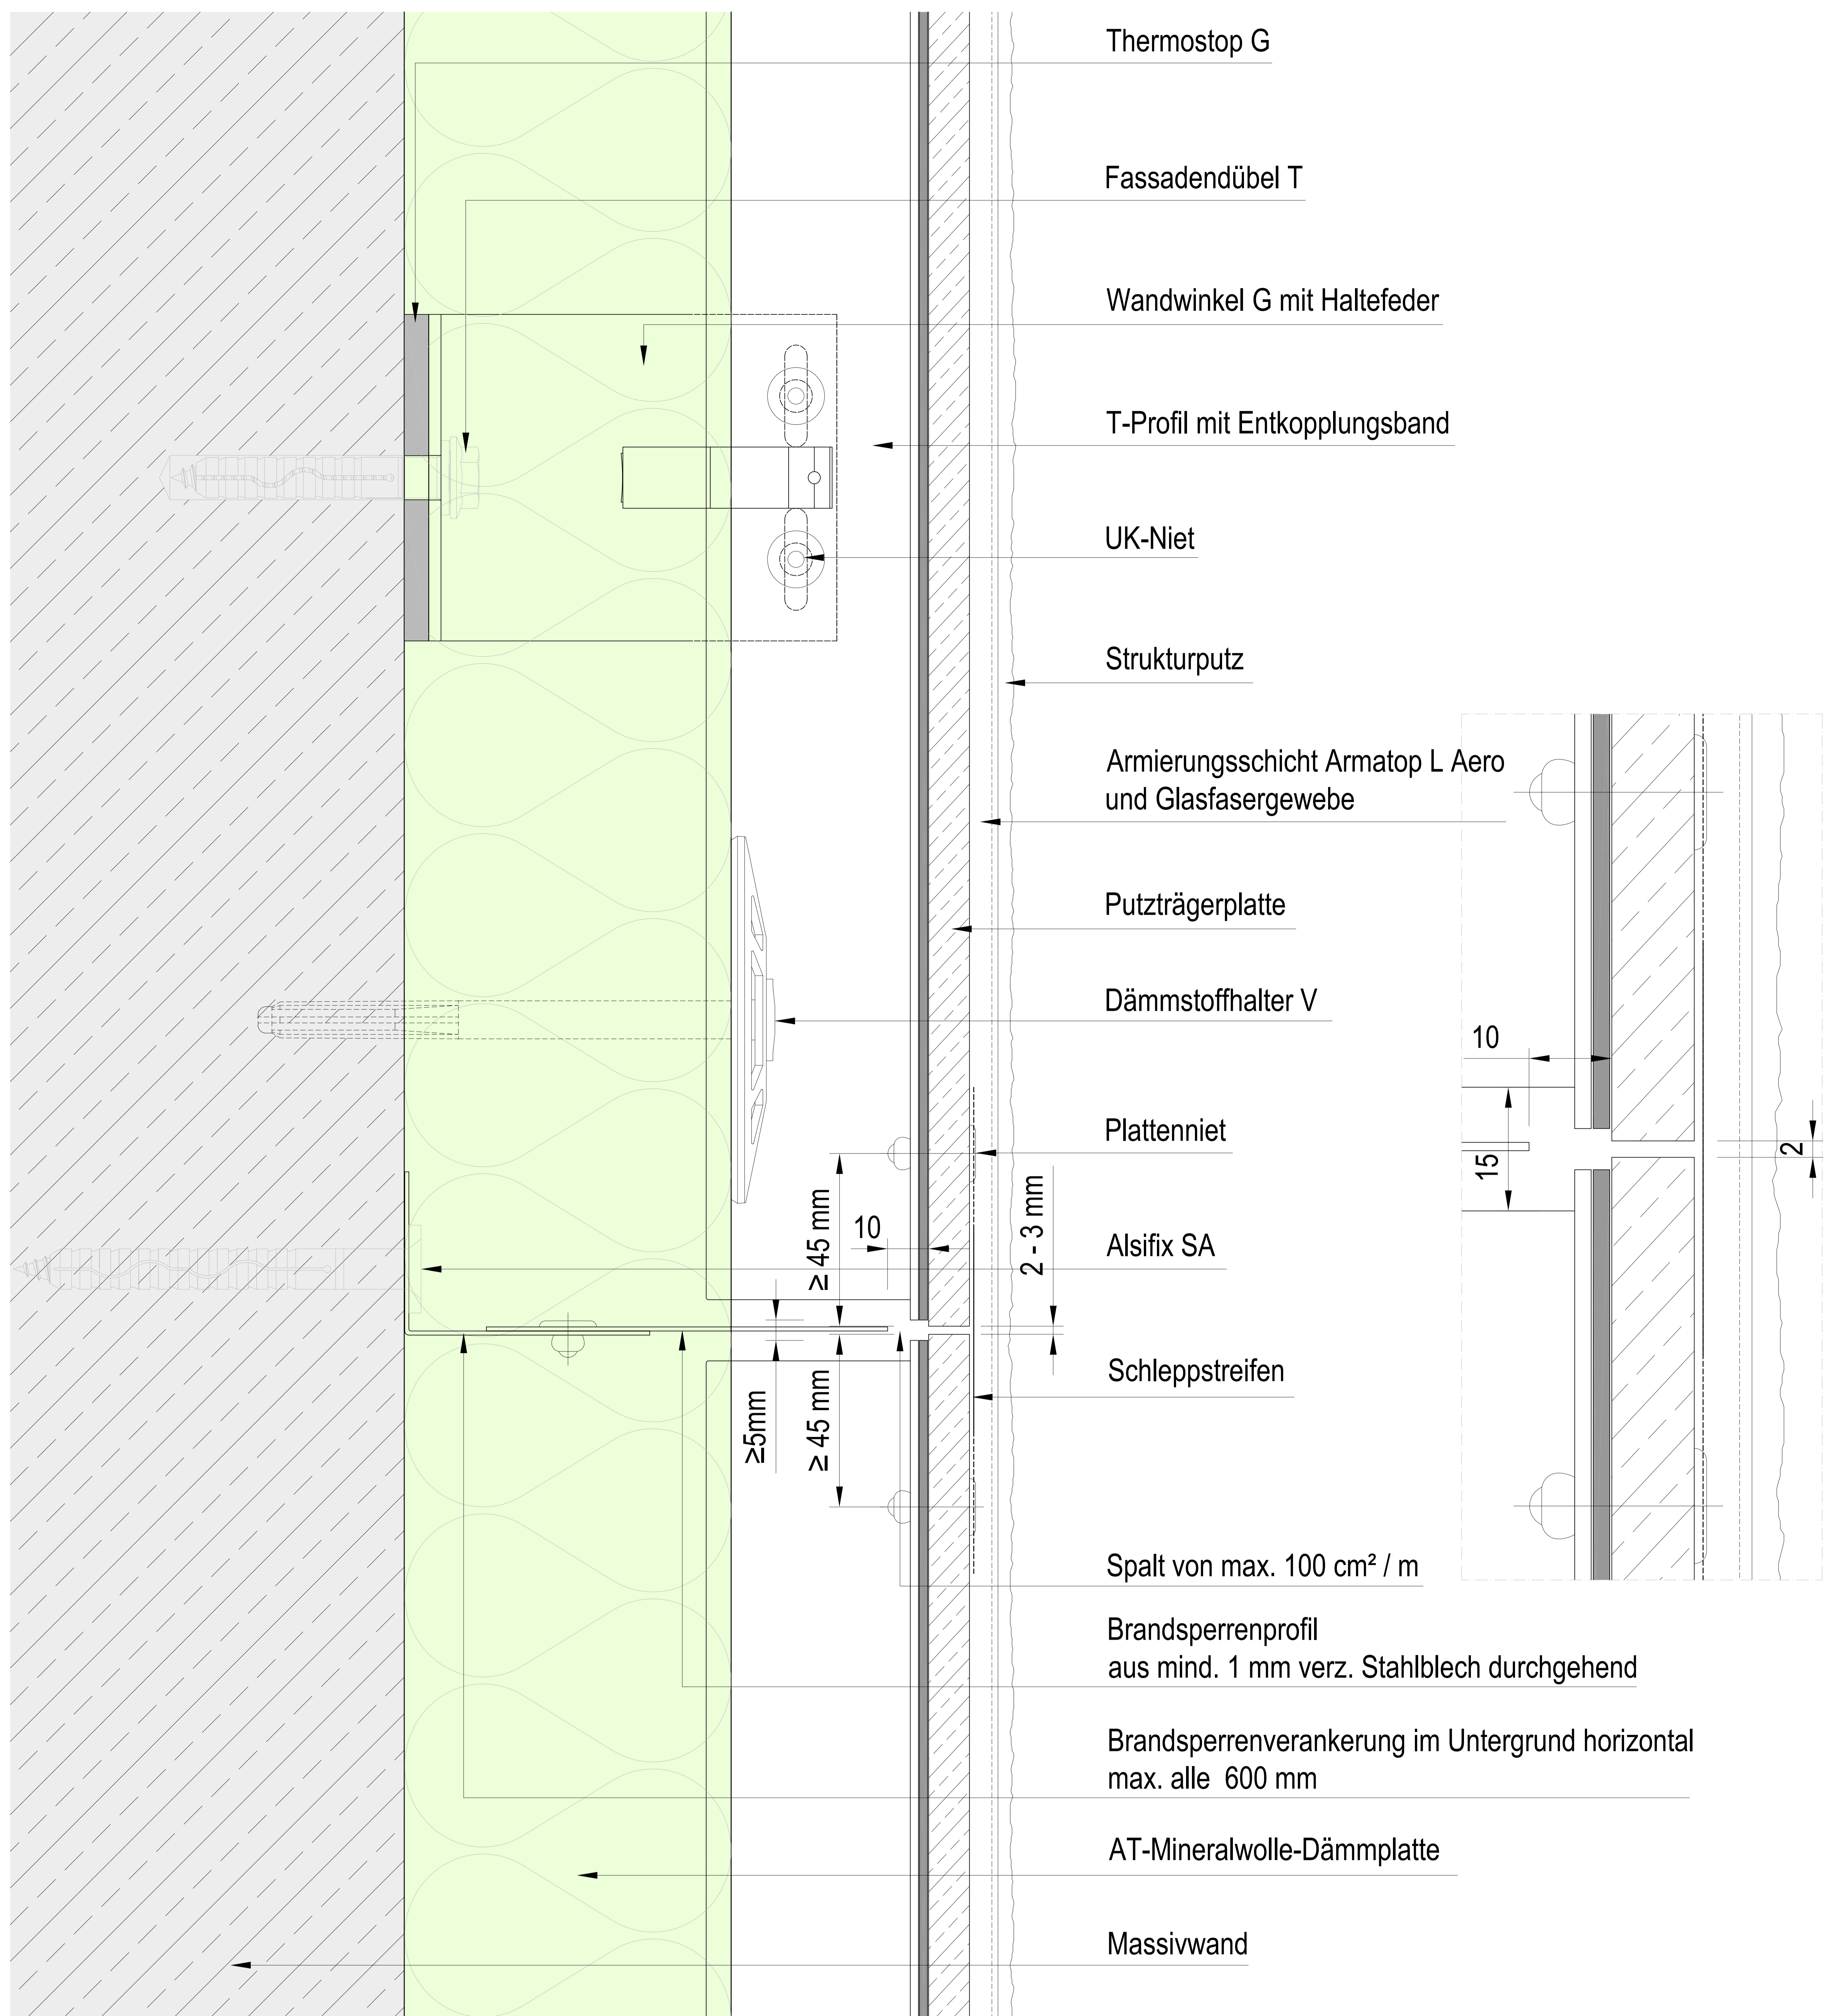 Thermostop G
Fassadendübel T
Wandwinkel G mit Haltefeder
T-Profil mit Entkopplungsband
UK-Niet
Strukturputz
Armierungsschicht Armatop L Aero
und Glasfasergewebe
Putzträgerplatte
Dämmstoffhalter V
10
Plattenniet
2
15
≥ 45 mm
10
2 - 3 mm
Alsifix SA
Schleppstreifen
≥5mm
≥ 45 mm
Spalt von max. 100 cm² / m
Brandsperrenprofil
aus mind. 1 mm verz. Stahlblech durchgehend
Brandsperrenverankerung im Untergrund horizontal
max. alle 600 mm
AT-Mineralwolle-Dämmplatte
Massivwand